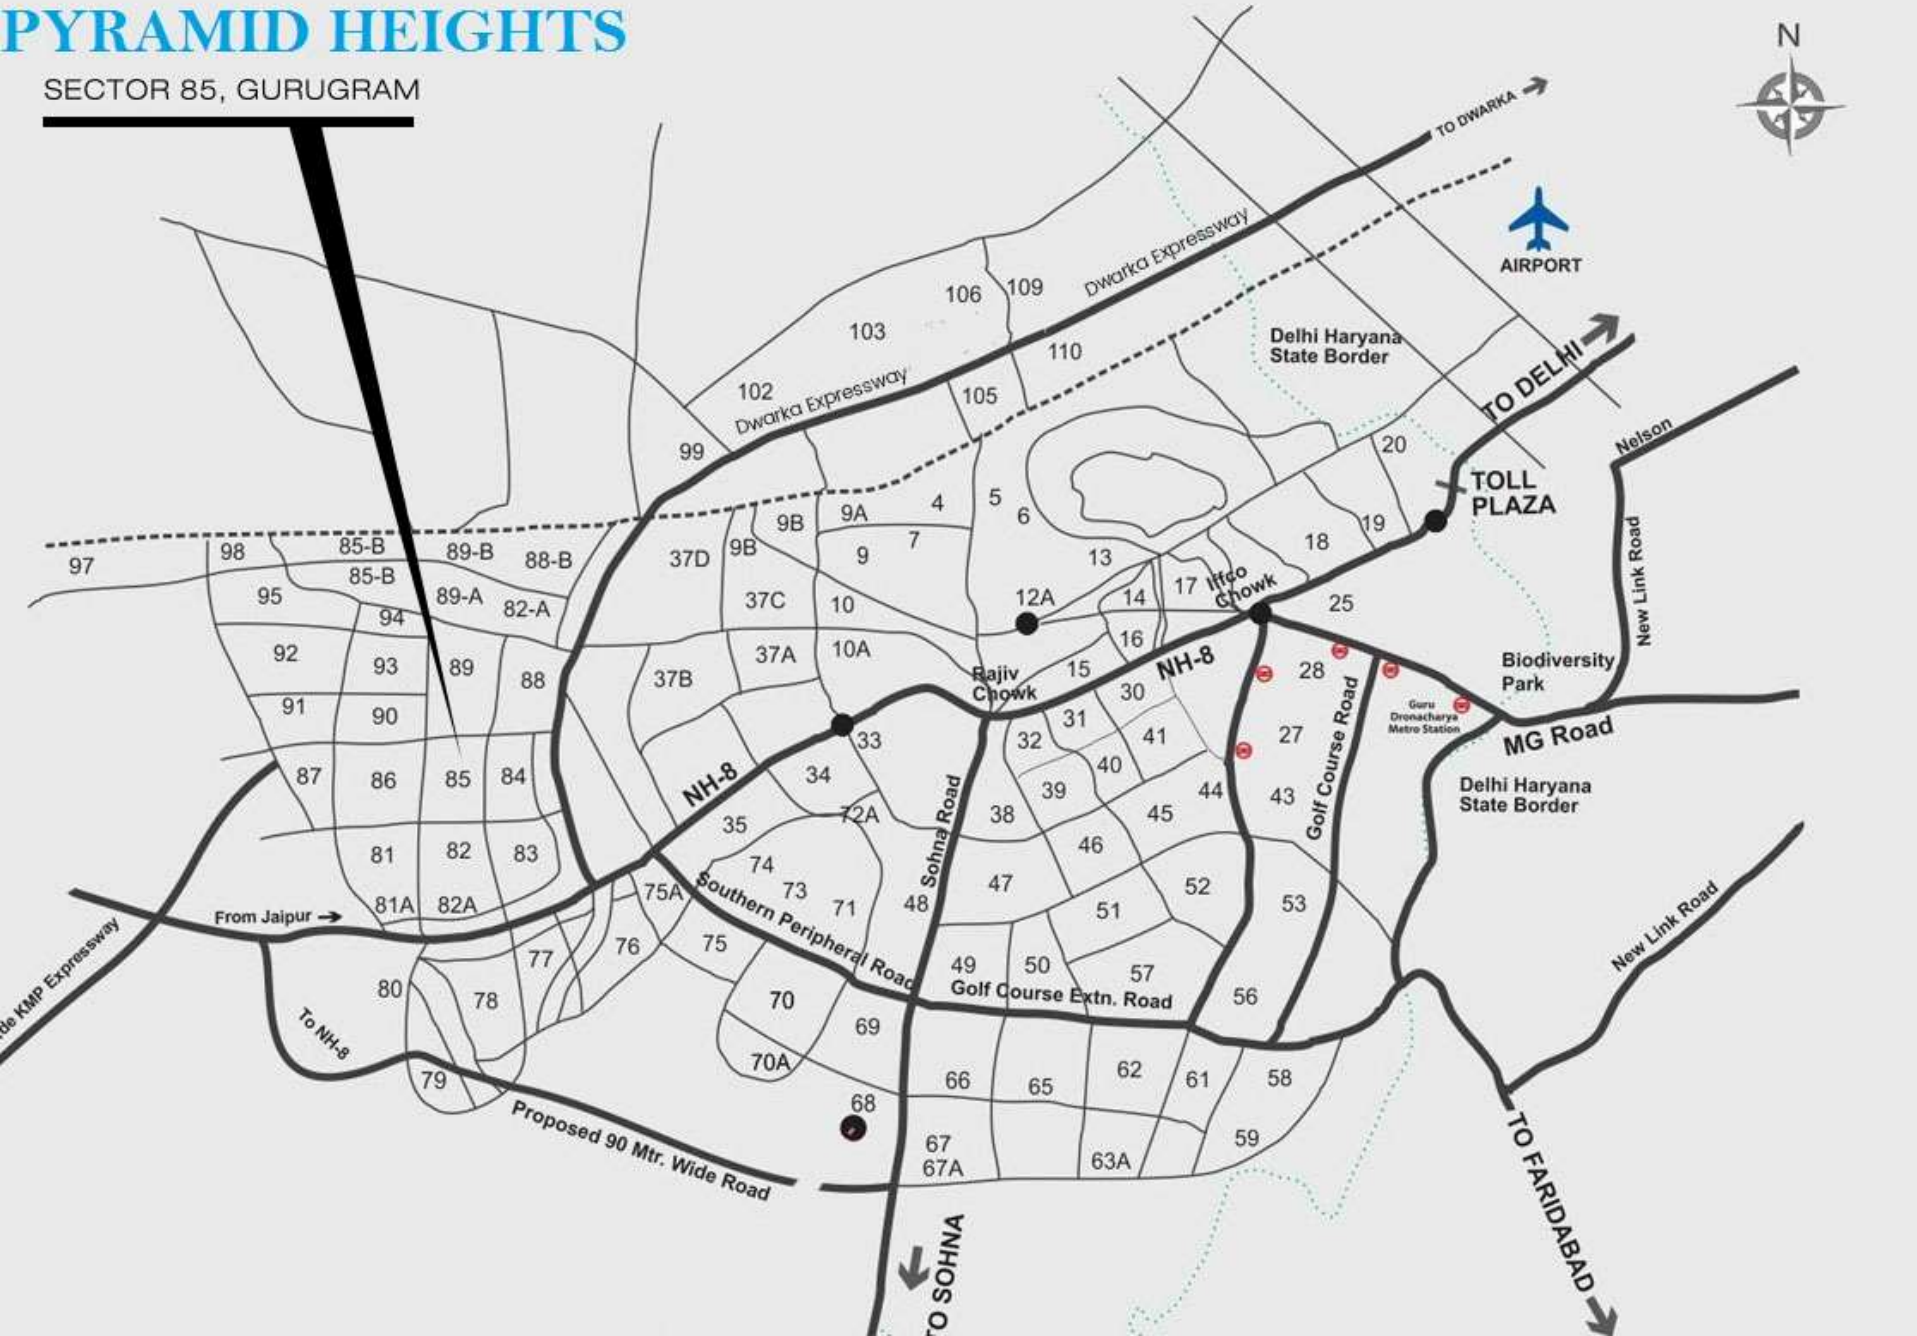 PYRAMID HEIGHTS
SECTOR 85, GURUGRAM
N
TO DWARKA
AIRPORT
Dwarka Expressway
106
109
103
110
Delhi Haryana
State Border
TO DELHI
102
Dwarka Expressway
105
99
20
Nelson
TOLL
PLAZA
4
5
6
9A
9B
7
19
18
97
98
85-B
89-B
88-B
37D
9B
9
13
New Link Road
85-B
95
89-A
82-A
94
37C
10
12A
14
17
Iffco
Chowk
25
92
93
89
88
37B
37A
10A
16
15
NH-8
28
Biodiversity
Park
Rajiv
Chowk
30
91
90
31
Guru
Dronacharya
Metro Station
MG Road
33
32
41
27
Golf Course Road
87
86
85
84
NH-8
34
40
39
44
43
Delhi Haryana
State Border
35
72A
Sohna Road
38
45
81
82
83
74
46
73
75A
47
52
81A
82A
71
48
51
53
From Jaipur
Southern Peripheral Road
New Link Road
77
76
75
49
50
57
de KMP Expressway
80
78
70
Golf Course Extn. Road
56
To NH-8
69
70A
79
66
65
62
61
58
Proposed 90 Mtr. Wide Road
68
67
67A
63A
59
TO FARIDABAD
TO SOHNA